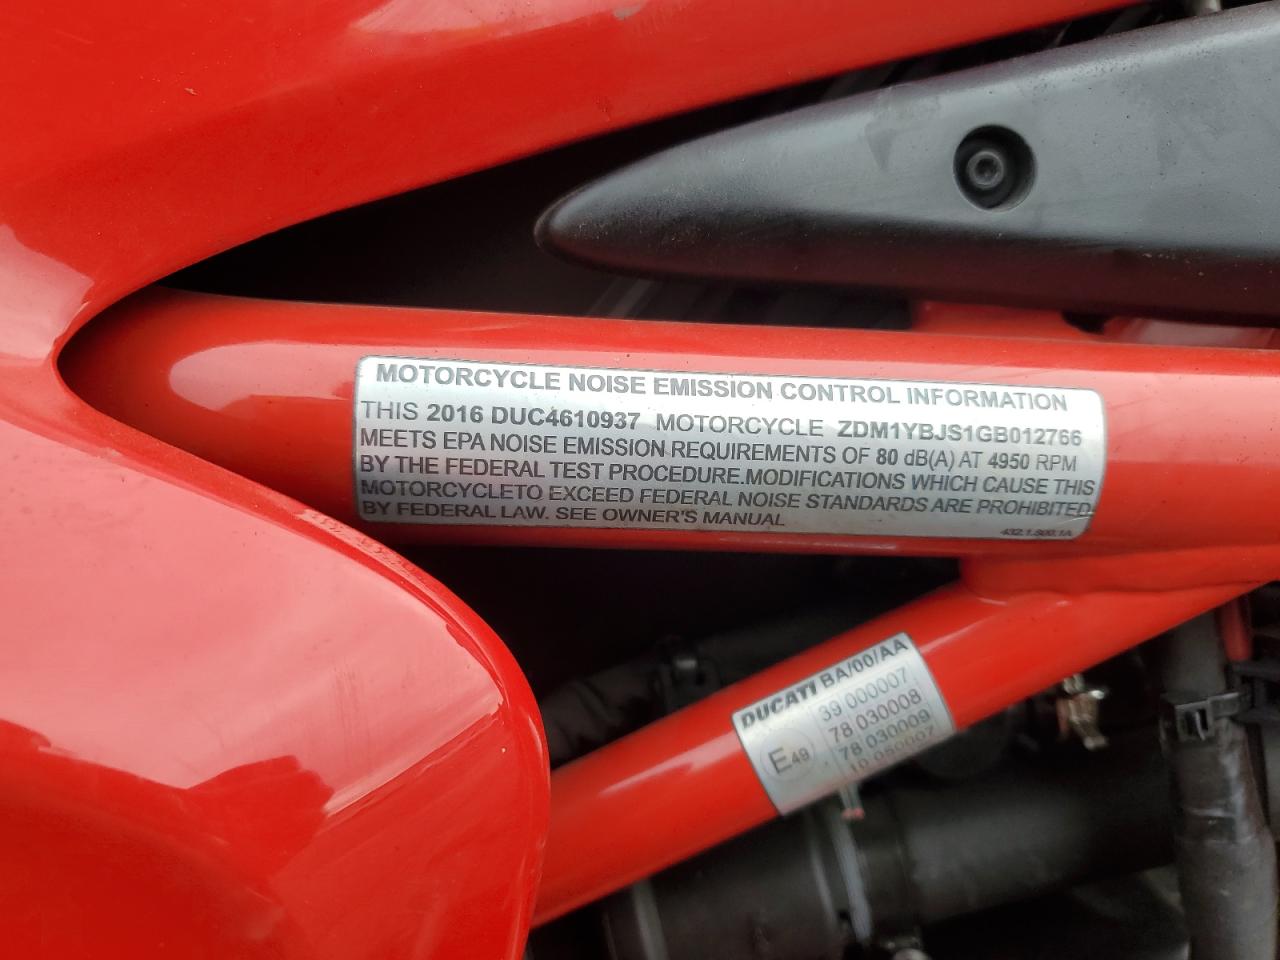 MOTORCYCLE NOISE EMISSION CONTROL INFORMATION
THIS 2016 DUC4610937 MOTORCYCLE ZDM1YBJS1GB012766
MEETS EPA NOISE EMISSION REQUIREMENTS OF 80 dB(A) AT 4950 RPM
BY THE FEDERAL TEST PROCEDURE.MODIFICATIONS WHICH CAUSE THIS
MOTORCYCLETO EXCEED FEDERAL NOISE STANDARDS ARE PROHIBITED
BY FEDERAL LAW. SEE OWNER'S MANUAL
432.1.800.1A
DUCATI BA/00/AA
39 000007
78 030008
E49 78 030009
10 050007